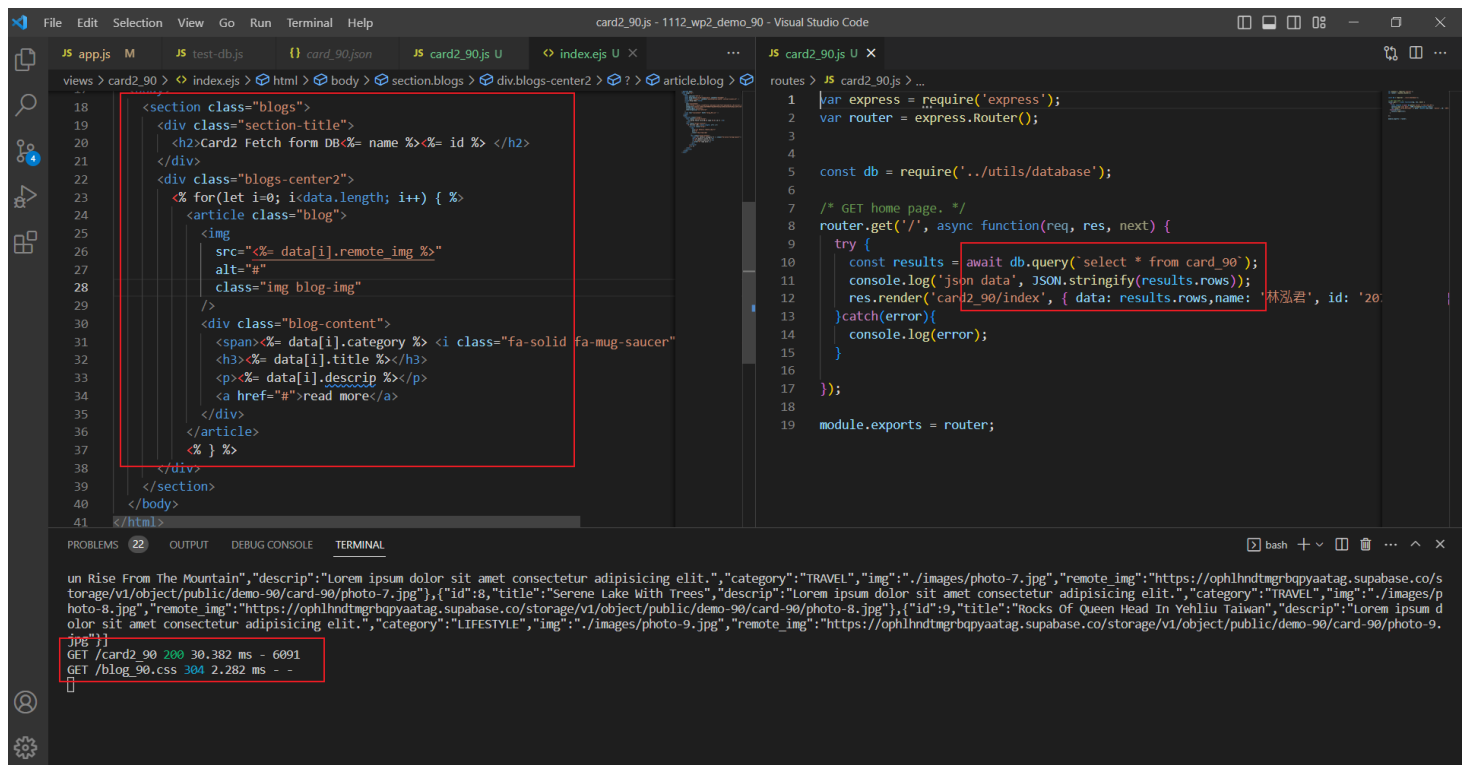 File Edit Selection View Go Run Terminal Help card2_90.js - 1112_wp2_demo_90 - Visual Studio Code
JS app.js M JS test-db.js {} card_90.json JS card2_90.js U <> index.ejs U × ···
views > card2_90 > <> index.ejs > html > body > section.blogs > div.blogs-center2 > ? > article.blog >
18 <section class="blogs">
19 <div class="section-title">
20 <h2>Card2 Fetch form DB<%= name %><%= id %> </h2>
21 </div>
22 <div class="blogs-center2">
23 <% for(let i=0; i<data.length; i++) { %>
24 <article class="blog">
25 <img
26 src="<%= data[i].remote_img %>"
27 alt="#"
28 class="img blog-img"
29 />
30 <div class="blog-content">
31 <span><%= data[i].category %> <i class="fa-solid fa-mug-saucer"
32 <h3><%= data[i].title %></h3>
33 <p><%= data[i].descrip %></p>
34 <a href="#">read more</a>
35 </div>
36 </article>
37 <% } %>
38 </div>
39 </section>
40 </body>
41 </html>
JS card2_90.js U ×
routes > JS card2_90.js > ...
1 var express = require('express');
2 var router = express.Router();
3
4
5 const db = require('../utils/database');
6
7 /* GET home page. */
8 router.get('/', async function(req, res, next) {
9 try {
10 const results = await db.query(`select * from card_90`);
11 console.log('json data', JSON.stringify(results.rows));
12 res.render('card2_90/index', { data: results.rows,name: '林泓君', id: '20
13 }catch(error){
14 console.log(error);
15 }
16
17 });
18
19 module.exports = router;
4
PROBLEMS 22 OUTPUT DEBUG CONSOLE TERMINAL bash
un Rise From The Mountain","descrip":"Lorem ipsum dolor sit amet consectetur adipisicing elit.","category":"TRAVEL","img":"./images/photo-7.jpg","remote_img":"https://ophlhndtmgrbqpyaatag.supabase.co/s
torage/v1/object/public/demo-90/card-90/photo-7.jpg"},{"id":8,"title":"Serene Lake With Trees","descrip":"Lorem ipsum dolor sit amet consectetur adipisicing elit.","category":"TRAVEL","img":"./images/p
hoto-8.jpg","remote_img":"https://ophlhndtmgrbqpyaatag.supabase.co/storage/v1/object/public/demo-90/card-90/photo-8.jpg"},{"id":9,"title":"Rocks Of Queen Head In Yehliu Taiwan","descrip":"Lorem ipsum d
olor sit amet consectetur adipisicing elit.","category":"LIFESTYLE","img":"./images/photo-9.jpg","remote_img":"https://ophlhndtmgrbqpyaatag.supabase.co/storage/v1/object/public/demo-90/card-90/photo-9.
jpg"}]
GET /card2_90 200 30.382 ms - 6091
GET /blog_90.css 304 2.282 ms - -